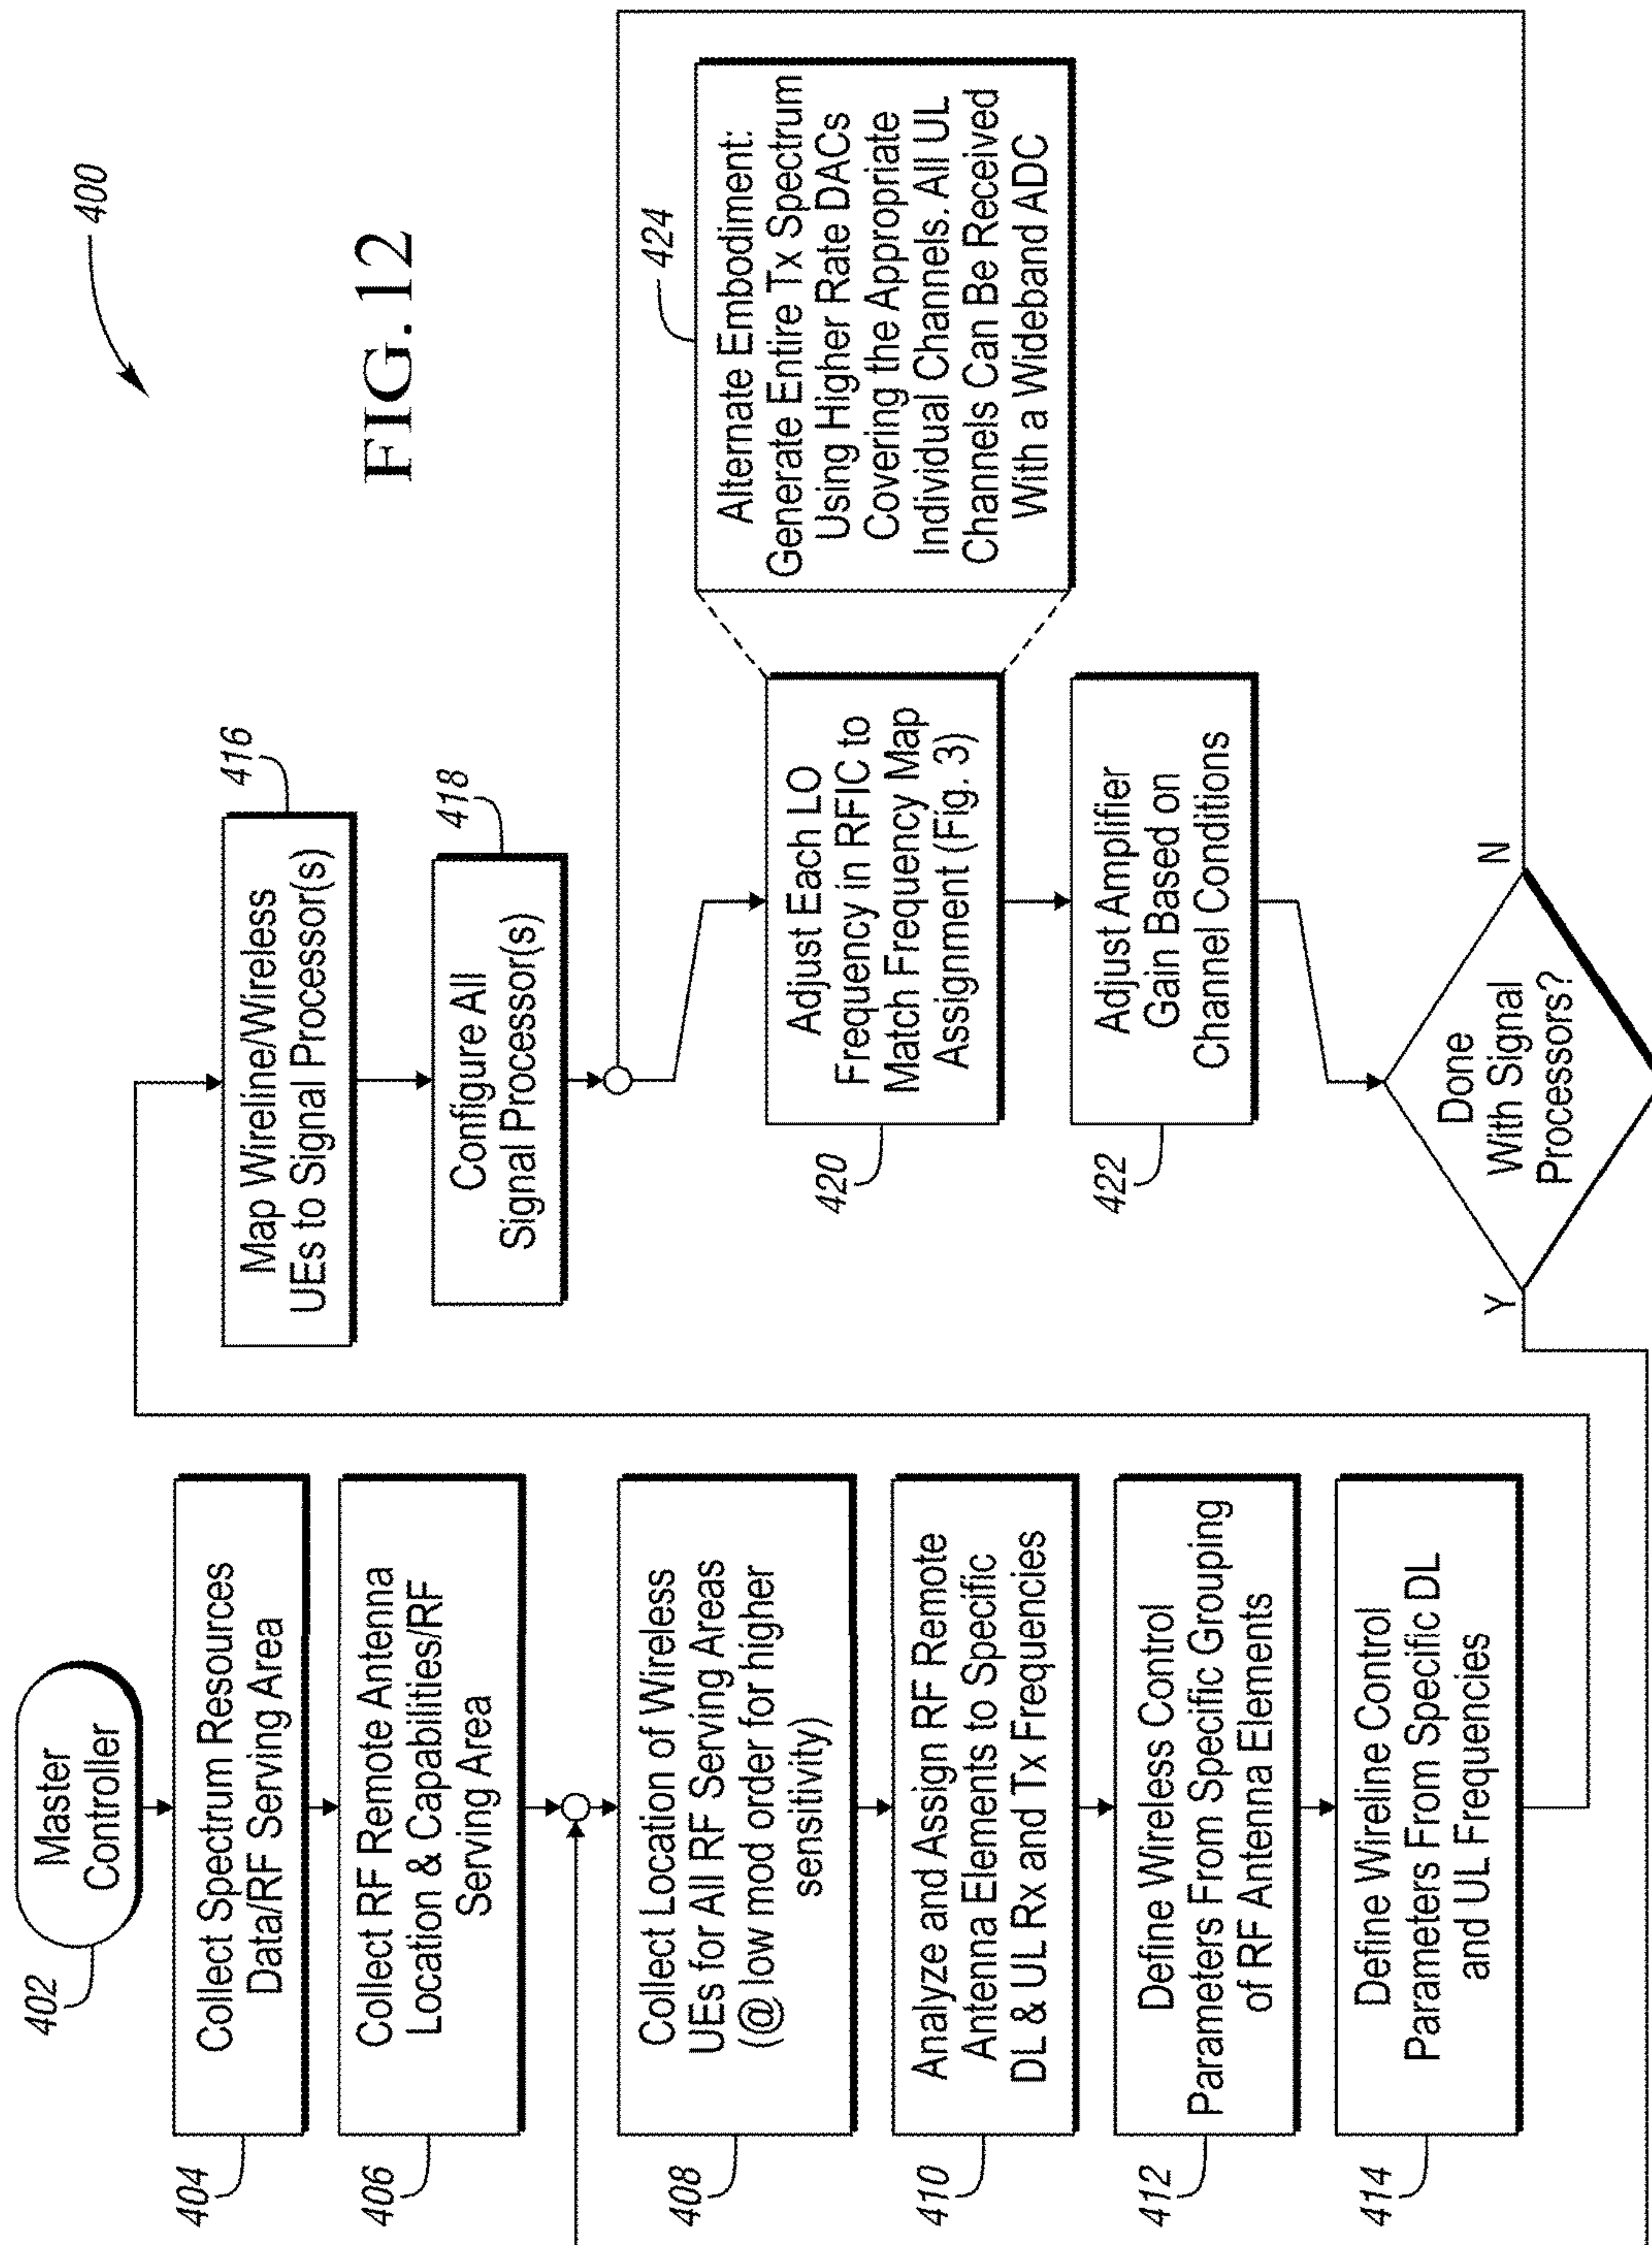 400
FIG.12
Master
Controller
402
Collect Spectrum Resources
Data/RF Serving Area
404
Collect RF Remote Antenna
Location & Capabilities/RF
Serving Area
406
Collect Location of Wireless
UEs for All RF Serving Areas
(@ low mod order for higher
sensitivity)
408
Analyze and Assign RF Remote
Antenna Elements to Specific
DL & UL Rx and Tx Frequencies
410
Define Wireless Control
Parameters From Specific Grouping
of RF Antenna Elements
412
Define Wireline Control
Parameters From Specific DL
and UL Frequencies
414
Map Wireline/Wireless
UEs to Signal Processor(s)
416
Configure All
Signal Processor(s)
418
Adjust Each LO
Frequency in RFIC to
Match Frequency Map
Assignment (Fig. 3)
420
Alternate Embodiment:
Generate Entire Tx Spectrum
Using Higher Rate DACs
Covering the Appropriate
Individual Channels. All UL
Channels Can Be Received
With a Wideband ADC
424
Adjust Amplifier
Gain Based on
Channel Conditions
422
Done
With Signal
Processors?
Y
N